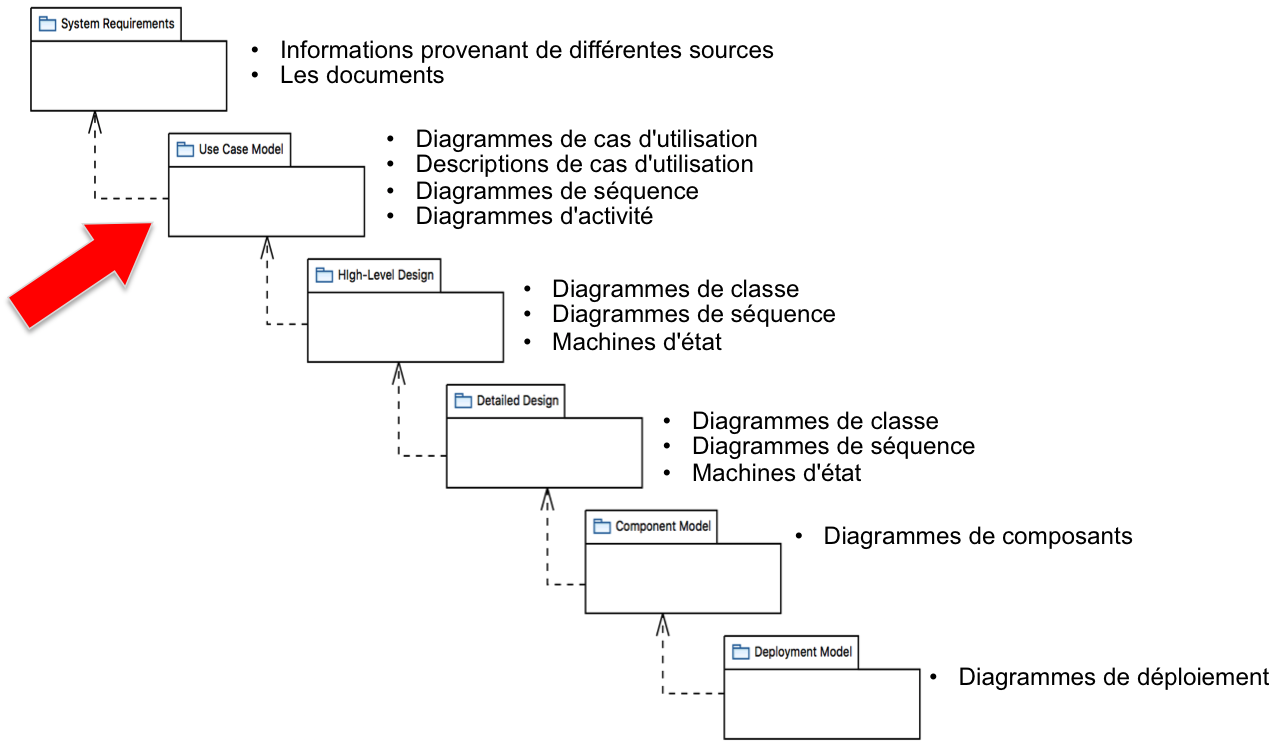 System Requirements
• Informations provenant de différentes sources
• Les documents
Use Case Model
• Diagrammes de cas d'utilisation
• Descriptions de cas d'utilisation
• Diagrammes de séquence
• Diagrammes d'activité
HIgh-Level Design
• Diagrammes de classe
• Diagrammes de séquence
• Machines d'état
Detailed Design
• Diagrammes de classe
• Diagrammes de séquence
• Machines d'état
Component Model
• Diagrammes de composants
Deployment Model
• Diagrammes de déploiement